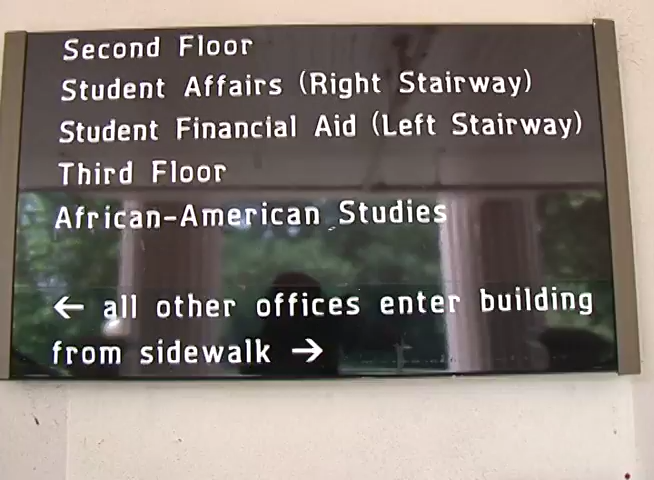 Second Floor
Student Affairs (Right Stairway)
Student Financial Aid (Left Stairway)
Third Floor
African-American Studies
← all other offices enter building
from sidewalk →